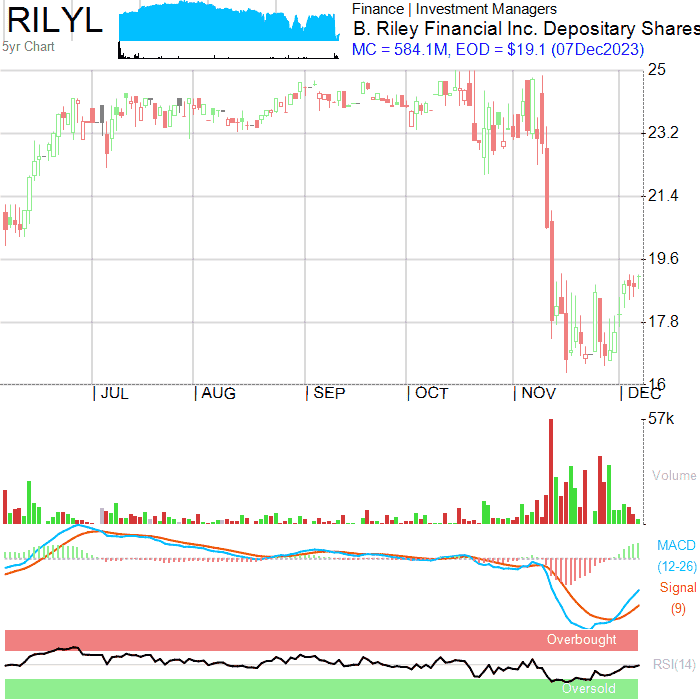 RILYL
5yr Chart
Finance | Investment Managers
B. Riley Financial Inc. Depositary Shares
MC = 584.1M, EOD = $19.1 (07Dec2023)
25
23.2
21.4
19.6
17.8
16
| JUL | AUG | SEP | OCT | NOV | DEC
57k
Volume
MACD
(12-26)
Signal
(9)
Overbought
RSI(14)
Oversold